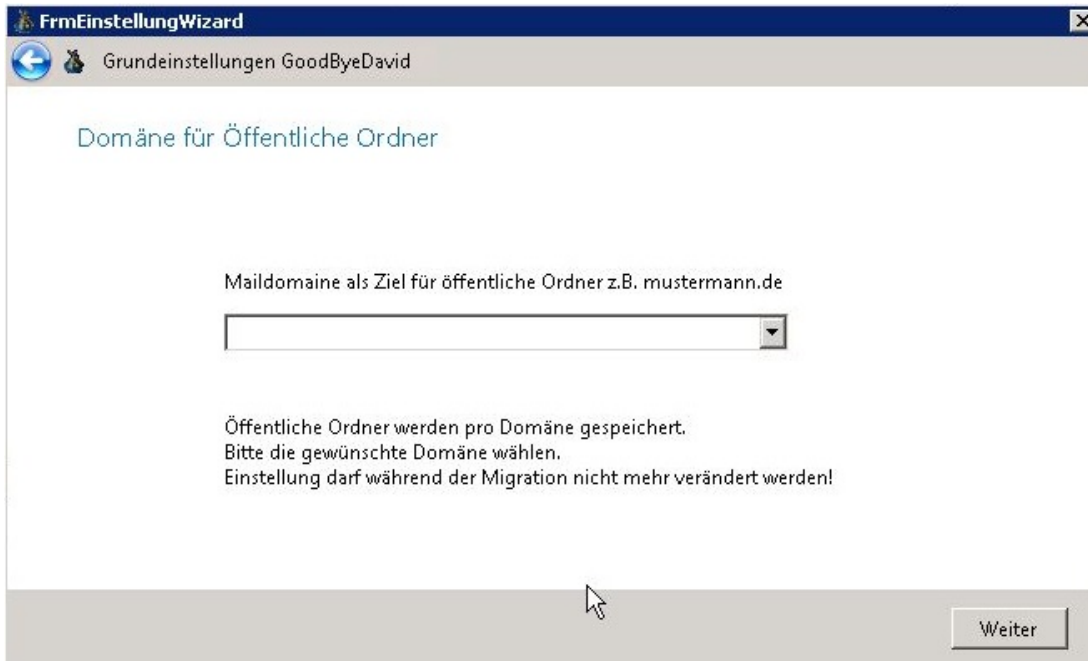 FrmEinstellungWizard
Grundeinstellungen GoodByeDavid
Domäne für Öffentliche Ordner
Maildomaine als Ziel für öffentliche Ordner z.B. mustermann.de
Öffentliche Ordner werden pro Domäne gespeichert.
Bitte die gewünschte Domäne wählen.
Einstellung darf während der Migration nicht mehr verändert werden!
Weiter